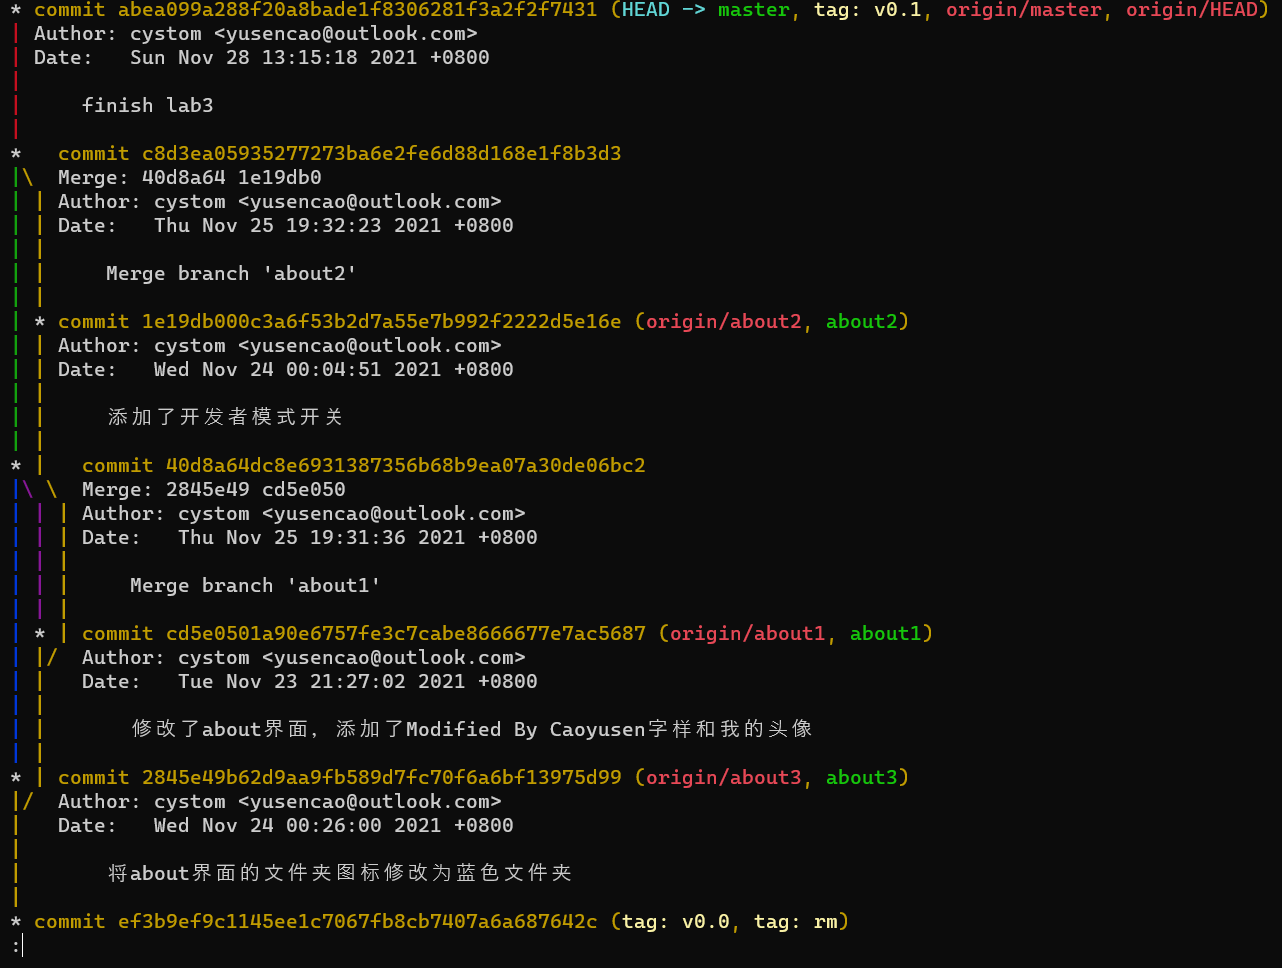 * commit abea099a288f20a8bade1f8306281f3a2f2f7431 (HEAD -> master, tag: v0.1, origin/master, origin/HEAD)
| Author: cystom <yusencao@outlook.com>
| Date:   Sun Nov 28 13:15:18 2021 +0800
|
|     finish lab3
|
*   commit c8d3ea05935277273ba6e2fe6d88d168e1f8b3d3
|\  Merge: 40d8a64 1e19db0
| | Author: cystom <yusencao@outlook.com>
| | Date:   Thu Nov 25 19:32:23 2021 +0800
| |
| |     Merge branch 'about2'
| |
| * commit 1e19db000c3a6f53b2d7a55e7b992f2222d5e16e (origin/about2, about2)
| | Author: cystom <yusencao@outlook.com>
| | Date:   Wed Nov 24 00:04:51 2021 +0800
| |
| |     添加了开发者模式开关
| |
* |   commit 40d8a64dc8e6931387356b68b9ea07a30de06bc2
|\ \  Merge: 2845e49 cd5e050
| | | Author: cystom <yusencao@outlook.com>
| | | Date:   Thu Nov 25 19:31:36 2021 +0800
| | |
| | |     Merge branch 'about1'
| | |
| * | commit cd5e0501a90e6757fe3c7cabe8666677e7ac5687 (origin/about1, about1)
| |/  Author: cystom <yusencao@outlook.com>
| |   Date:   Tue Nov 23 21:27:02 2021 +0800
| |
| |       修改了about界面，添加了Modified By Caoyusen字样和我的头像
| |
* | commit 2845e49b62d9aa9fb589d7fc70f6a6bf13975d99 (origin/about3, about3)
|/  Author: cystom <yusencao@outlook.com>
|   Date:   Wed Nov 24 00:26:00 2021 +0800
|
|       将about界面的文件夹图标修改为蓝色文件夹
|
* commit ef3b9ef9c1145ee1c7067fb8cb7407a6a687642c (tag: v0.0, tag: rm)
: